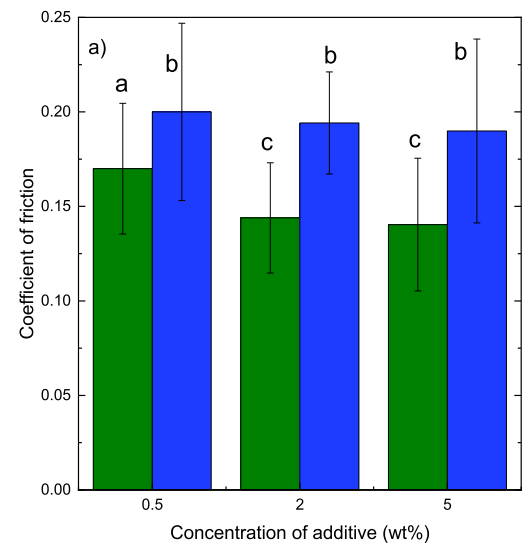 a)
a
b
c
b
c
b
0.25
0.20
0.15
0.10
0.05
0.00
0.5 2 5
Coefficient of friction
Concentration of additive (wt%)